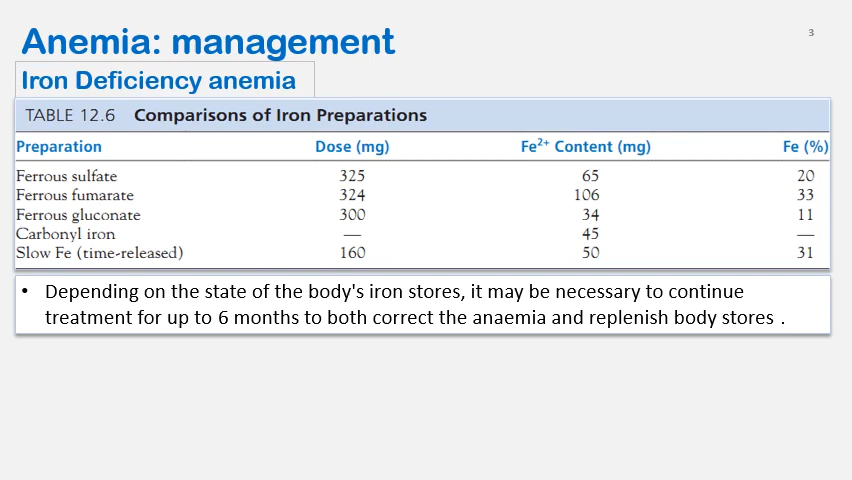 Anemia: management
3
Iron Deficiency anemia
TABLE 12.6 Comparisons of Iron Preparations
Preparation Dose (mg) Fe2+ Content (mg) Fe (%)
Ferrous sulfate 325 65 20
Ferrous fumarate 324 106 33
Ferrous gluconate 300 34 11
Carbonyl iron — 45 —
Slow Fe (time-released) 160 50 31
• Depending on the state of the body's iron stores, it may be necessary to continue
treatment for up to 6 months to both correct the anaemia and replenish body stores .